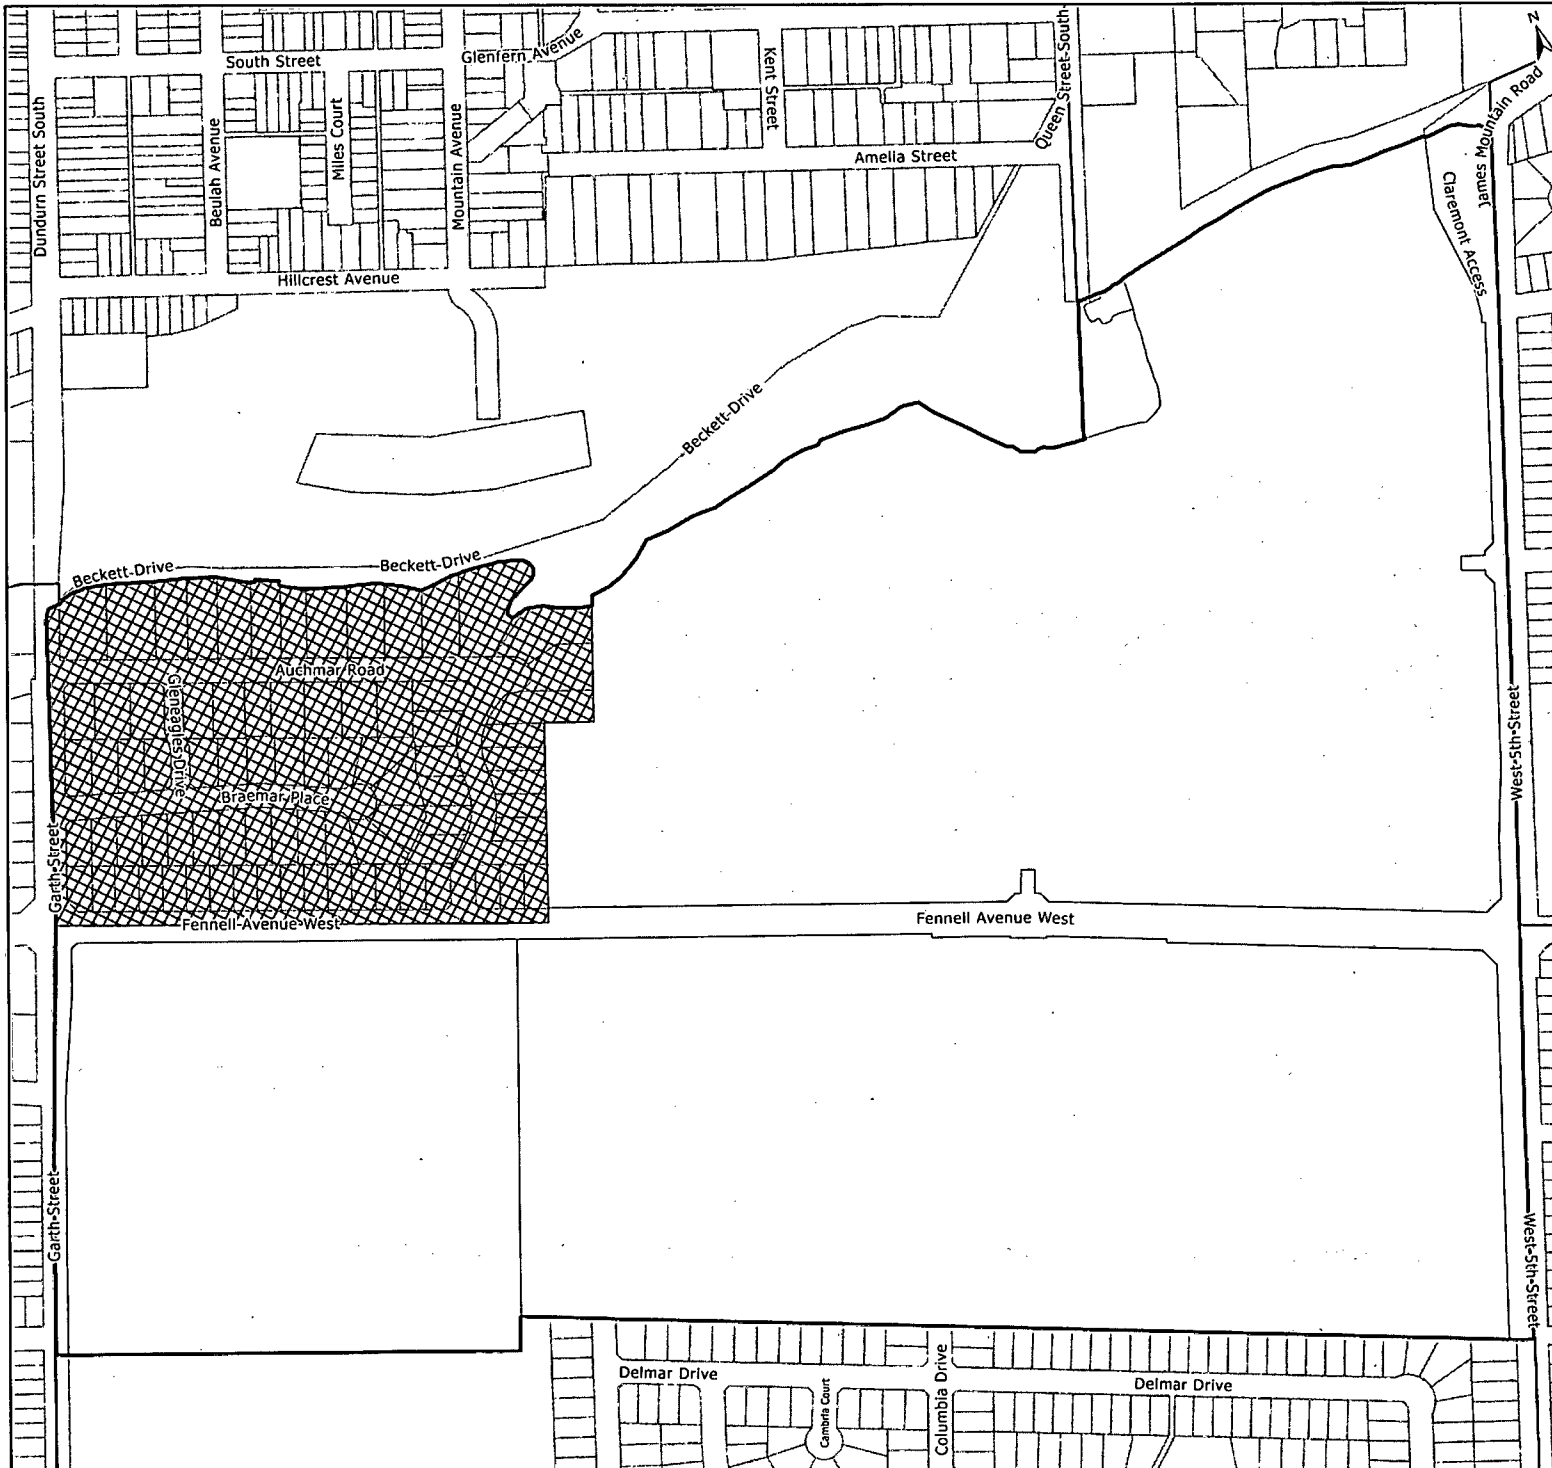 N
South Street
Glenfern Avenue
Kent Street
Queen Street South
James Mountain Road
Dundurn Street South
Beulah Avenue
Miles Court
Mountain Avenue
Amelia Street
Claremont Access
Hillcrest Avenue
Beckett Drive
Beckett Drive
Beckett Drive
Auchmar Road
Gleneagles Drive
Braemar Place
West 5th Street
Garth Street
Fennell Avenue West
Fennell Avenue West
Garth Street
West 5th Street
Delmar Drive
Cambria Court
Columbia Drive
Delmar Drive